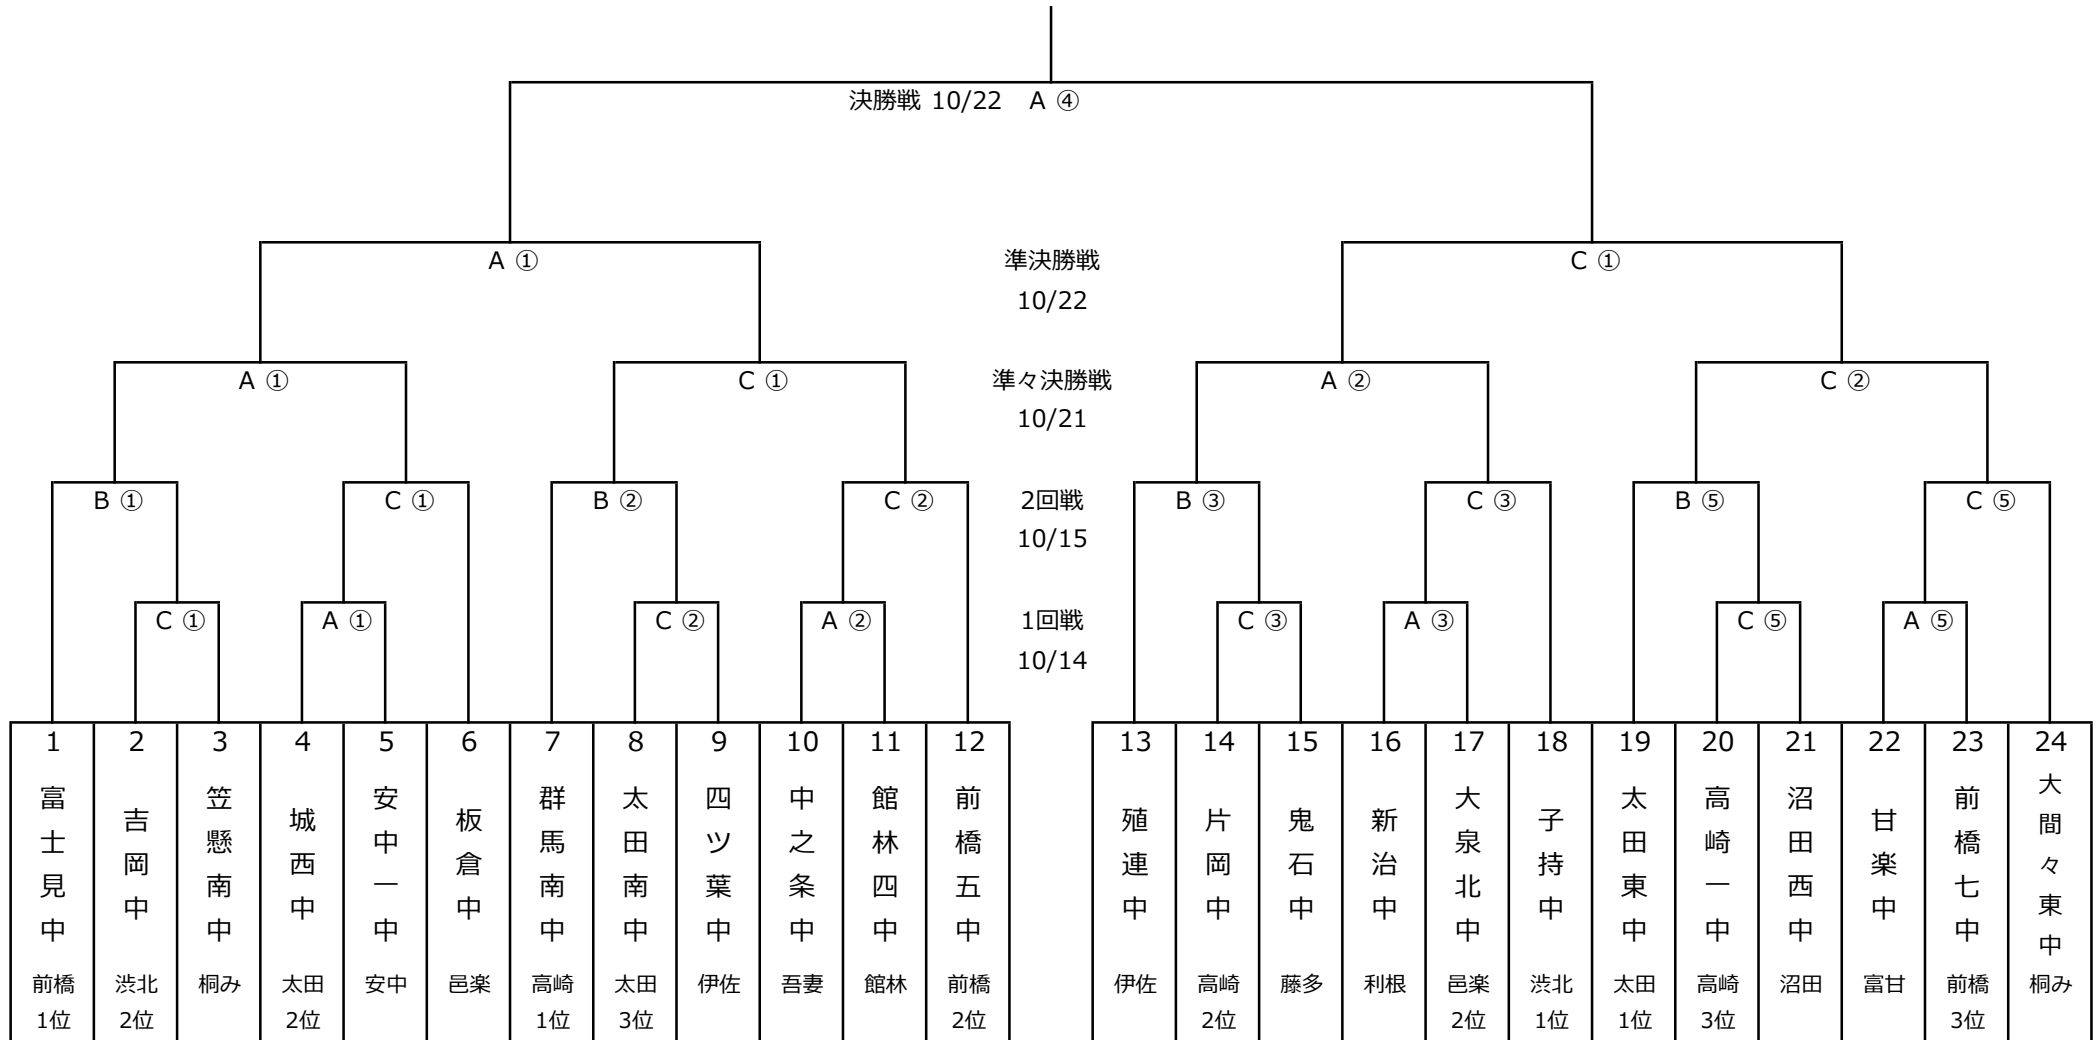 決勝戦 10/22 A ④
A ①
準決勝戦
10/22
C ①
A ①
C ①
準々決勝戦
10/21
A ②
C ②
B ①
C ①
B ②
C ②
2回戦
10/15
B ③
C ③
B ⑤
C ⑤
C ①
A ①
C ②
A ②
1回戦
10/14
C ③
A ③
C ⑤
A ⑤
1 富士見中 前橋 1位
2 吉岡中 渋北 2位
3 笠懸南中 桐み
4 城西中 太田 2位
5 安中一中 安中
6 板倉中 邑楽
7 群馬南中 高崎 1位
8 太田南中 太田 3位
9 四ツ葉中 伊佐
10 中之条中 吾妻
11 館林四中 館林
12 前橋五中 前橋 2位
13 殖連中 伊佐
14 片岡中 高崎 2位
15 鬼石中 藤多
16 新治中 利根
17 大泉北中 邑楽 2位
18 子持中 渋北 1位
19 太田東中 太田 1位
20 高崎一中 高崎 3位
21 沼田西中 沼田
22 甘楽中 富甘
23 前橋七中 前橋 3位
24 大間々東中 桐み